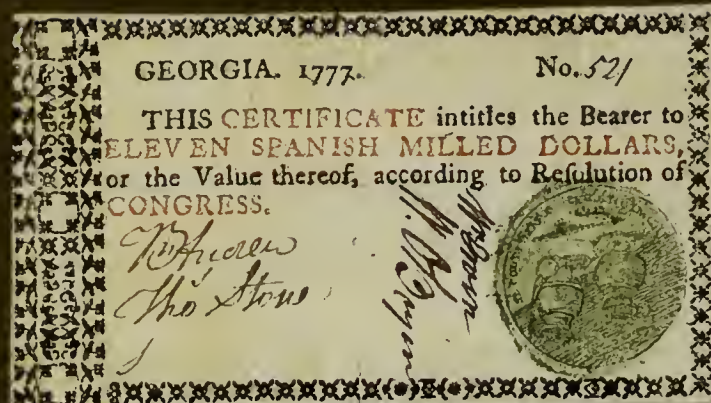 GEORGIA. 1777. No. 521
THIS CERTIFICATE intitles the Bearer to
ELEVEN SPANISH MILLED DOLLARS,
or the Value thereof, according to Reſolution of
CONGRESS.
Tho Stone